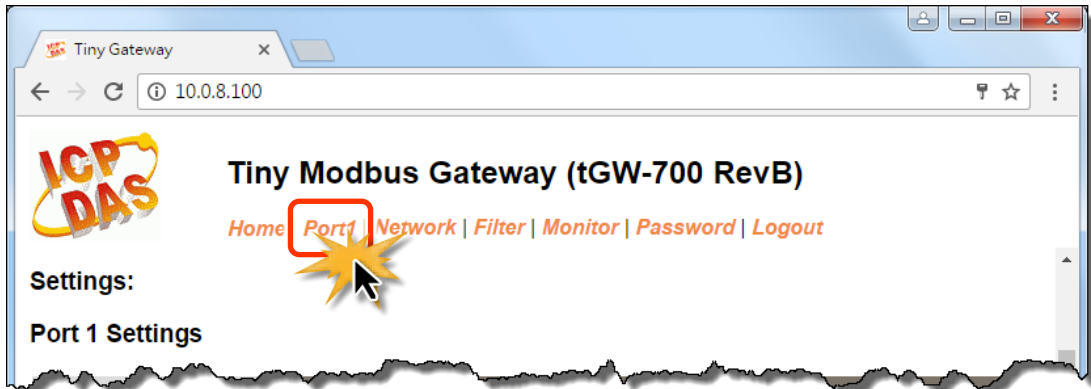 Tiny Gateway
10.0.8.100
ICP
DAS
Tiny Modbus Gateway (tGW-700 RevB)
Home | Port1 | Network | Filter | Monitor | Password | Logout
Settings:
Port 1 Settings